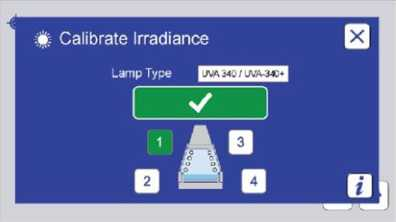 Calibrate Irradiance
Lamp Type UVA 340 / UVA-340+
1 3
2 4
i